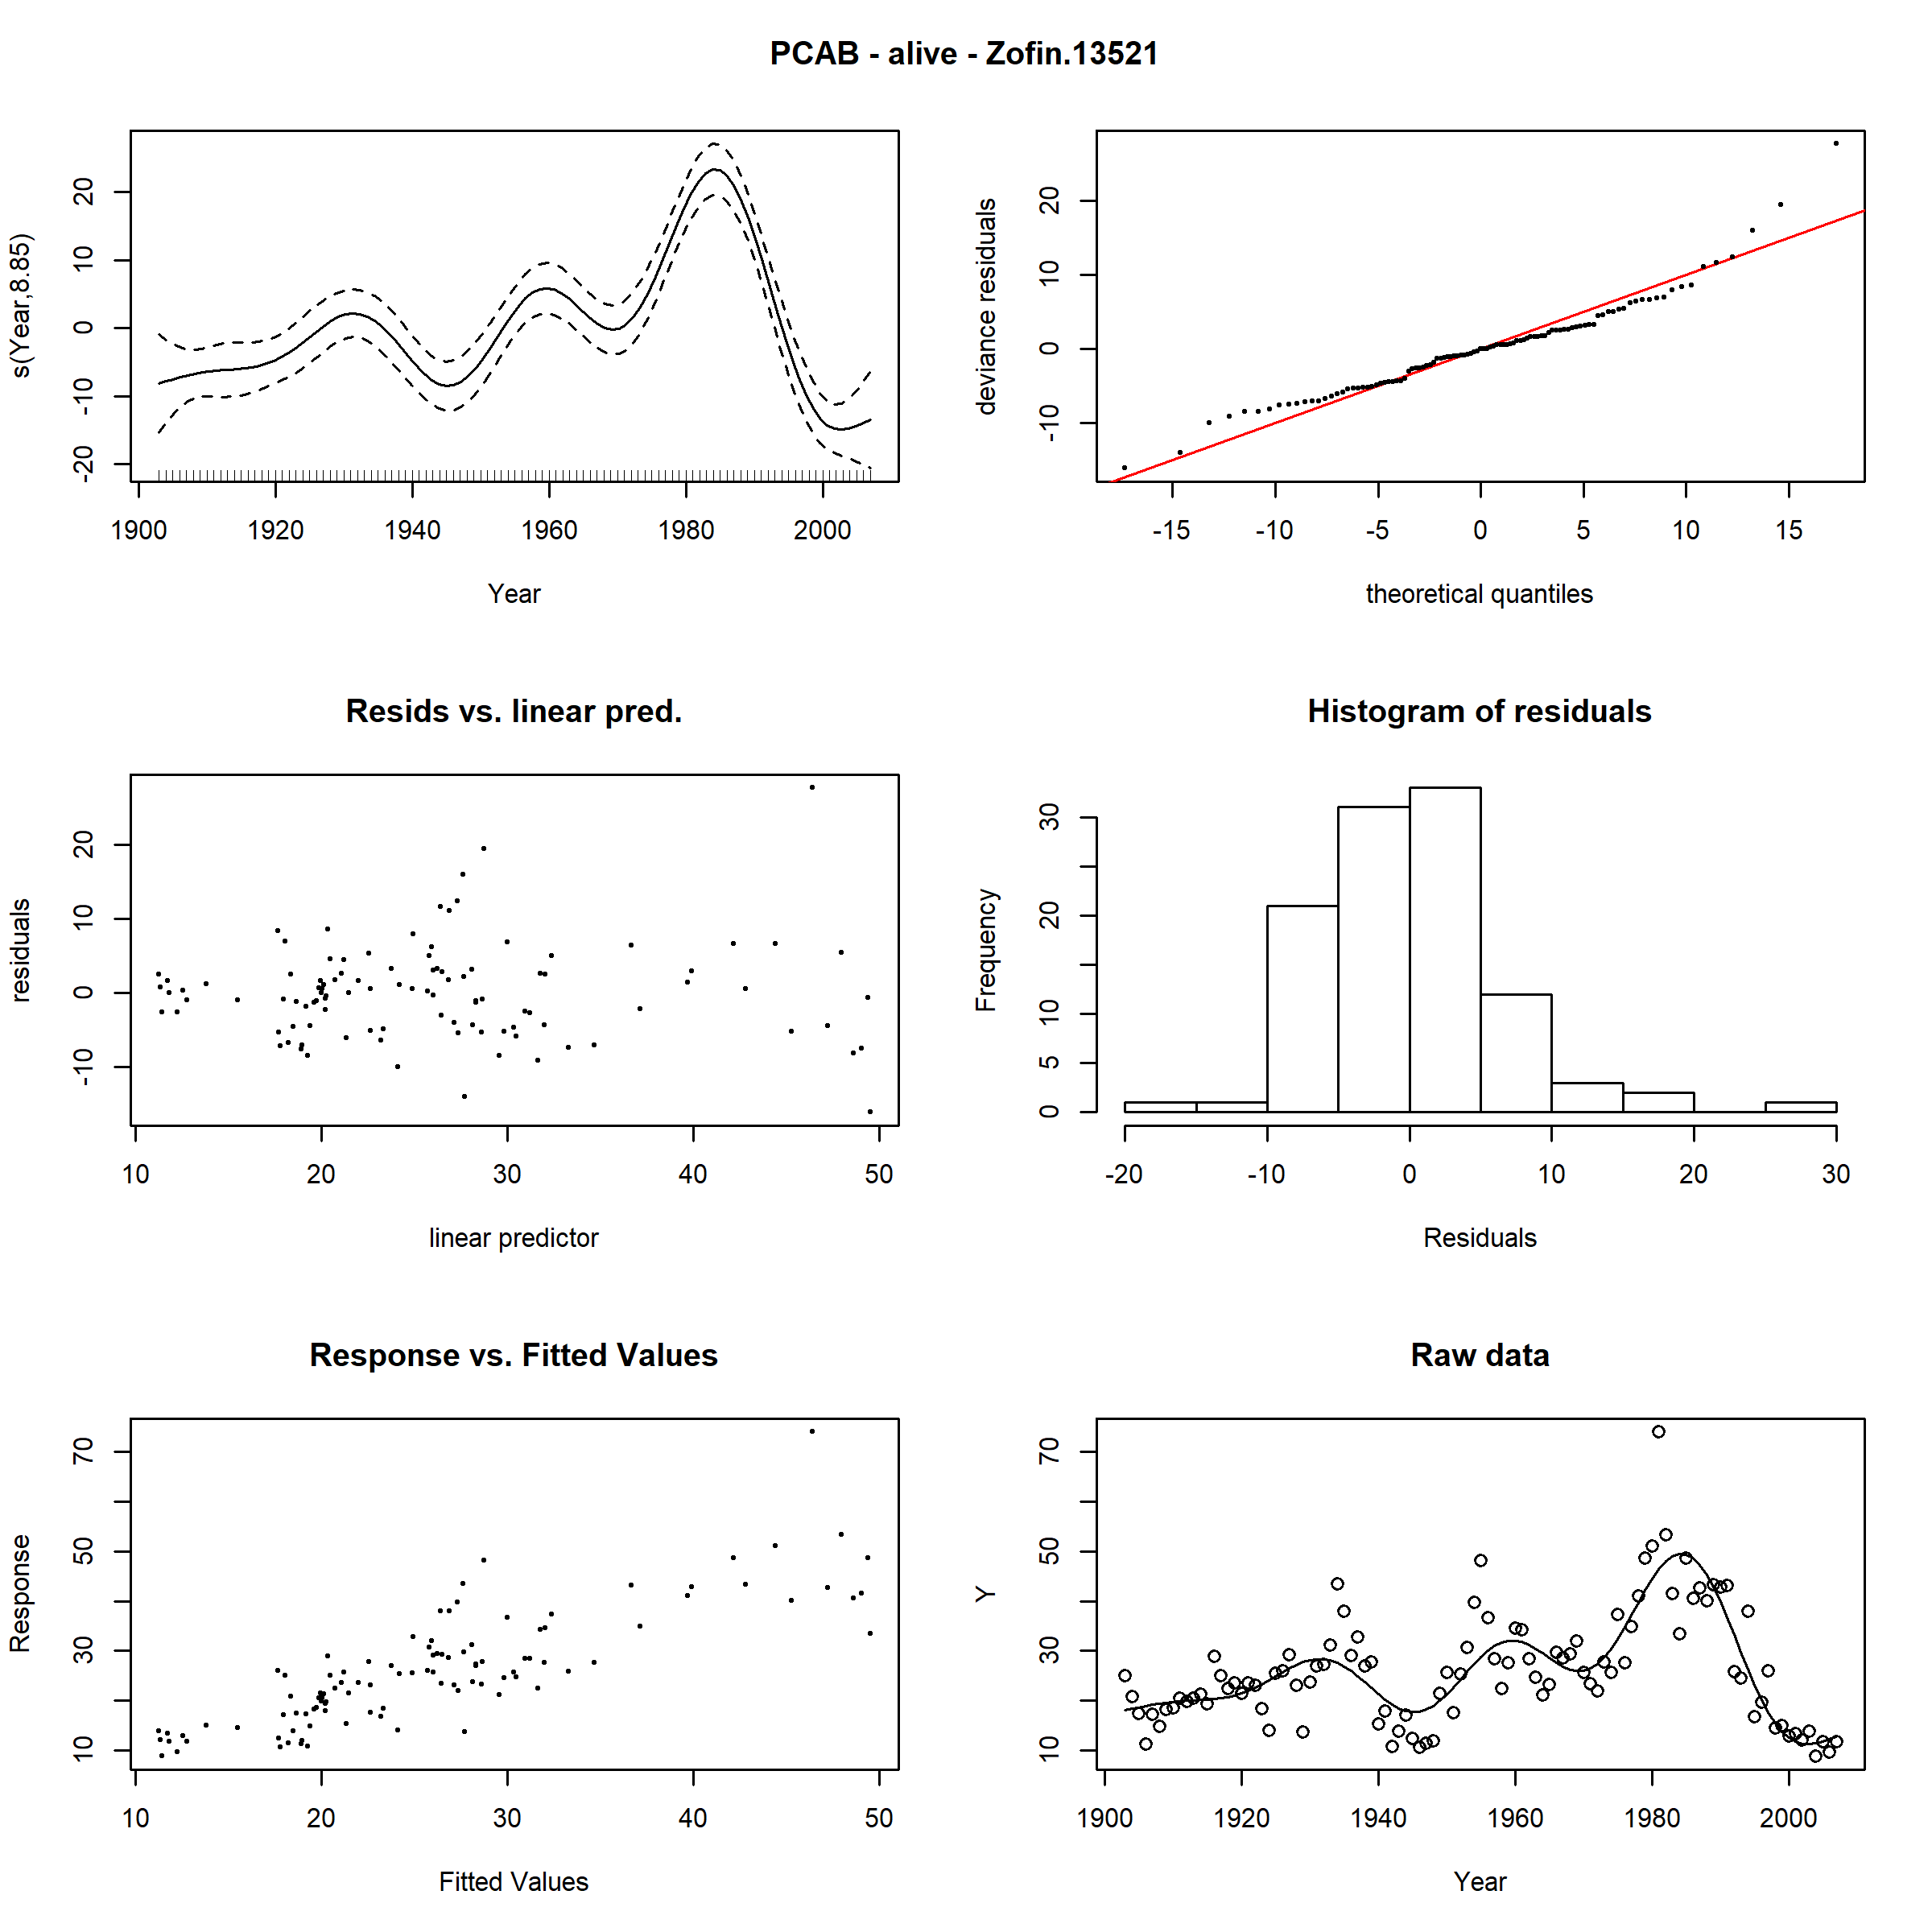 PCAB - alive - Zofin.13521
s(Year,8.85)
20
10
0
-10
-20
1900 1920 1940 1960 1980 2000
Year
deviance residuals
20
10
0
-10
-15 -10 -5 0 5 10 15
theoretical quantiles
Resids vs. linear pred.
residuals
20
10
0
-10
10 20 30 40 50
linear predictor
Histogram of residuals
Frequency
30
20
10
5
0
-20 -10 0 10 20 30
Residuals
Response vs. Fitted Values
Response
70
50
30
10
10 20 30 40 50
Fitted Values
Raw data
Y
70
50
30
10
1900 1920 1940 1960 1980 2000
Year